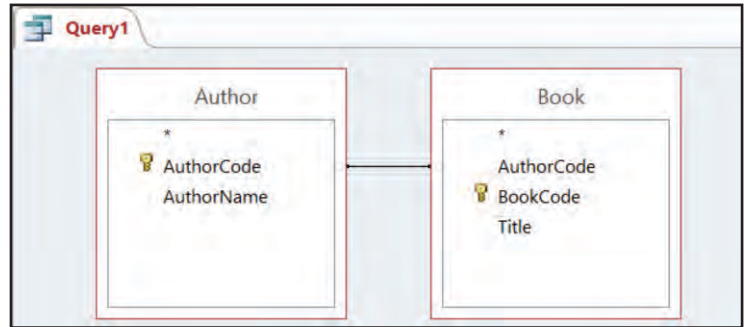 Query1
Author
*
AuthorCode
AuthorName
Book
*
AuthorCode
BookCode
Title